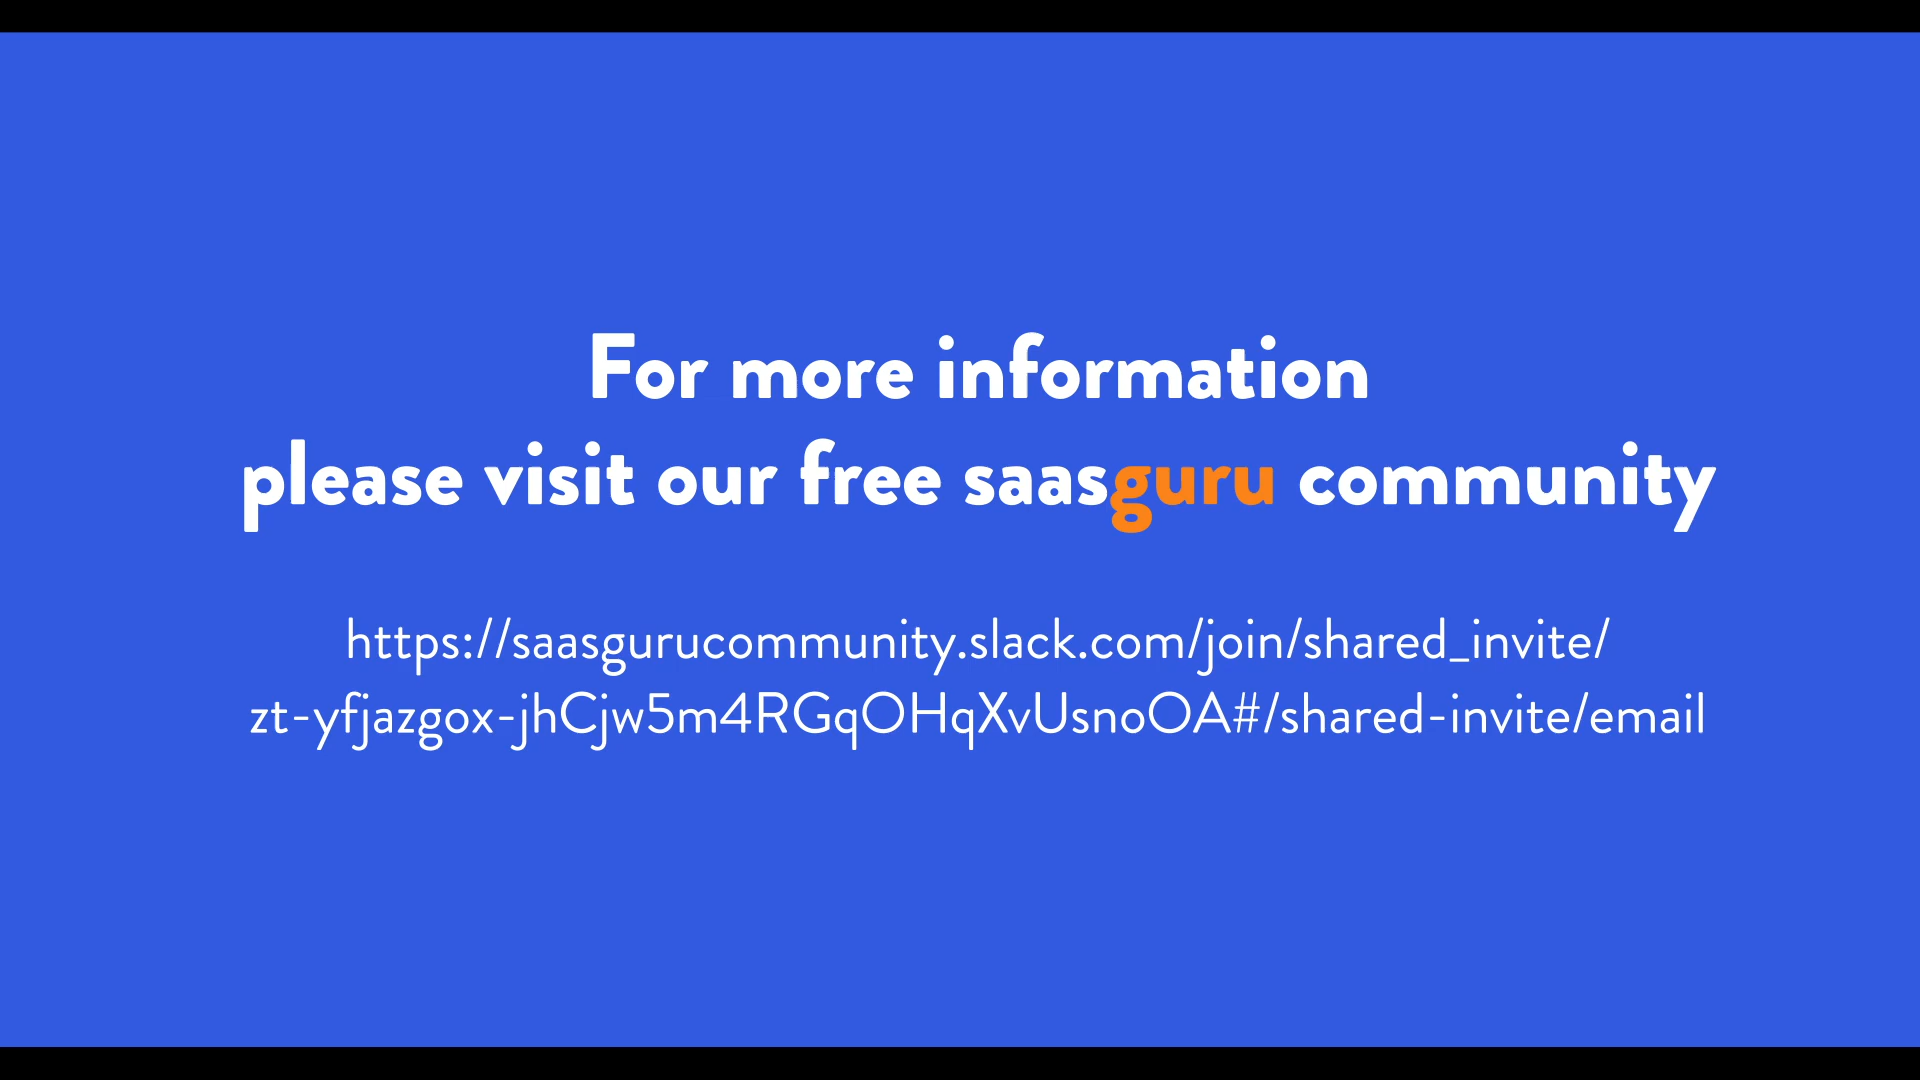 For more information
please visit our free saasguru community
https://saasgurucommunity.slack.com/join/shared_invite/
zt-yfjazgox-jhCjw5m4RGqOHqXvUsnoOA#/shared-invite/email